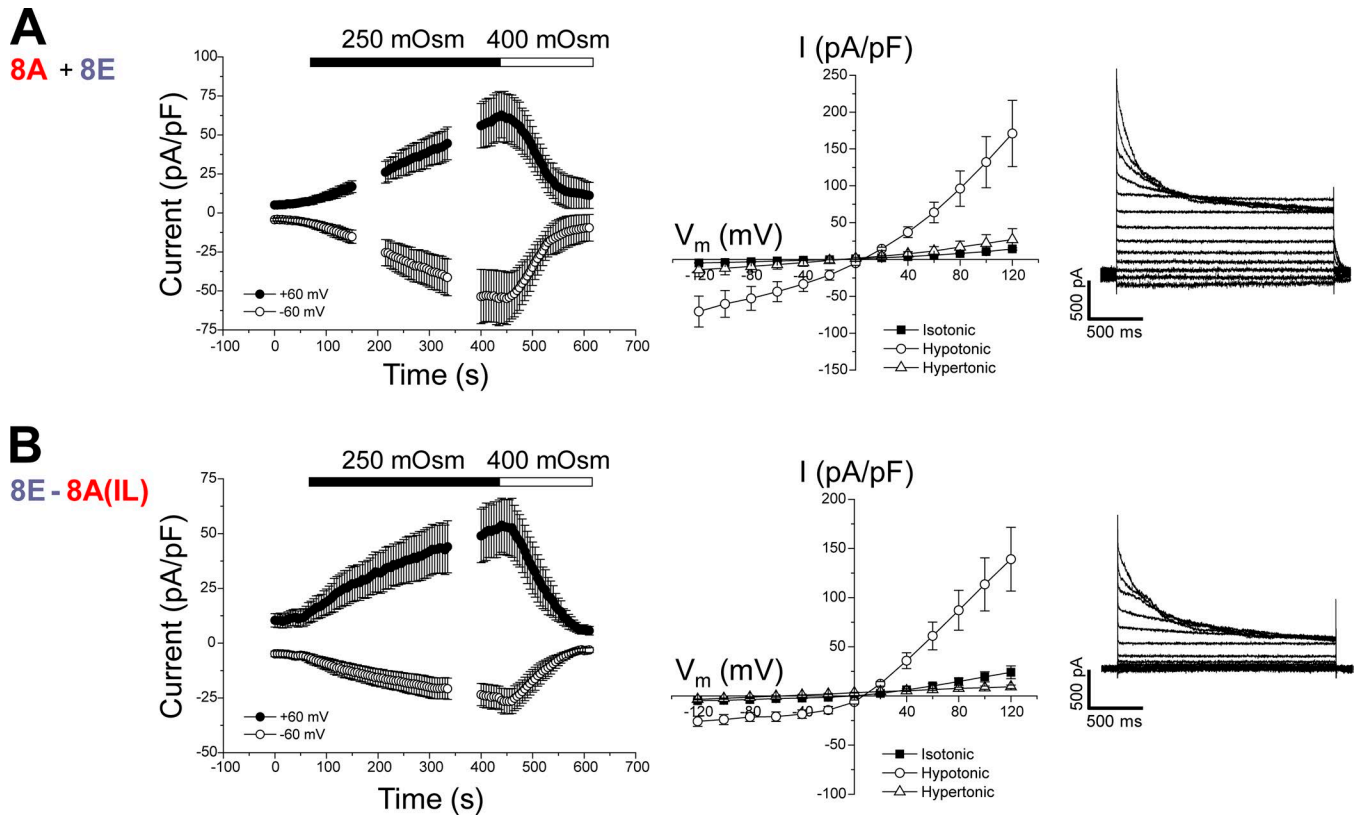 A
8A + 8E
250 mOsm 400 mOsm
100
75
50
25
0
-25
-50
-75
Current (pA/pF)
+60 mV
-60 mV
0 100 200 300 400 500 600 700
Time (s)
I (pA/pF)
250
200
150
100
50
-50
-100
-150
Vm (mV)
-120 -80 -40 40 80 120
Isotonic
Hypotonic
Hypertonic
500 pA
500 ms
B
8E - 8A(IL)
250 mOsm 400 mOsm
75
50
25
0
-25
-50
Current (pA/pF)
+60 mV
-60 mV
0 100 200 300 400 500 600 700
Time (s)
I (pA/pF)
200
150
100
50
-50
-100
Vm (mV)
-120 -80 -40 40 80 120
Isotonic
Hypotonic
Hypertonic
500 pA
500 ms